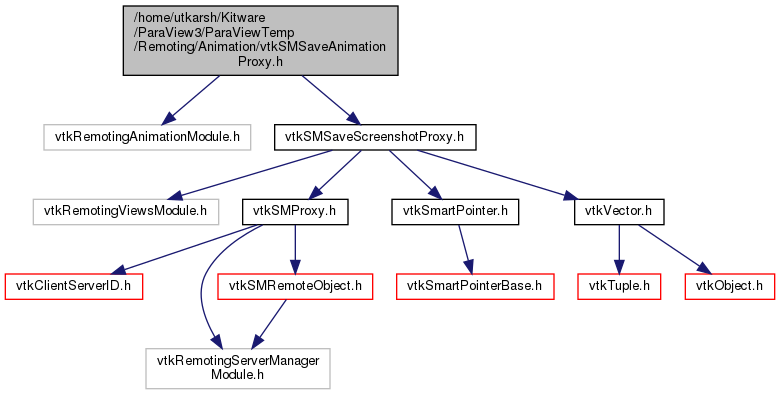 /home/utkarsh/Kitware
/ParaView3/ParaViewTemp
/Remoting/Animation/vtkSMSaveAnimation
Proxy.h
vtkRemotingAnimationModule.h
vtkSMSaveScreenshotProxy.h
vtkRemotingViewsModule.h
vtkSMProxy.h
vtkSmartPointer.h
vtkVector.h
vtkClientServerID.h
vtkSMRemoteObject.h
vtkSmartPointerBase.h
vtkTuple.h
vtkObject.h
vtkRemotingServerManager
Module.h